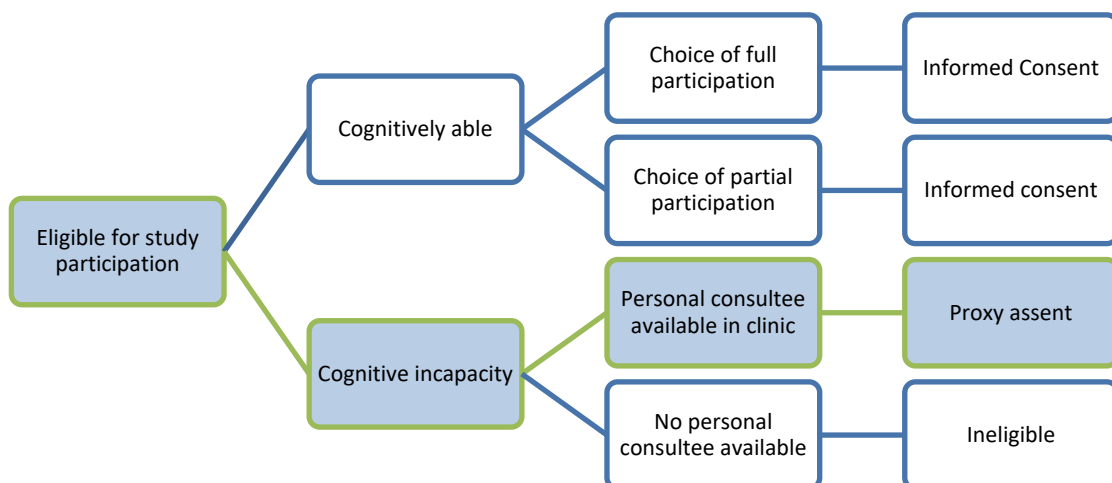 Eligible for study
participation
Cognitively able
Choice of full
participation
Informed Consent
Choice of partial
participation
Informed consent
Cognitive incapacity
Personal consultee
available in clinic
Proxy assent
No personal
consultee available
Ineligible